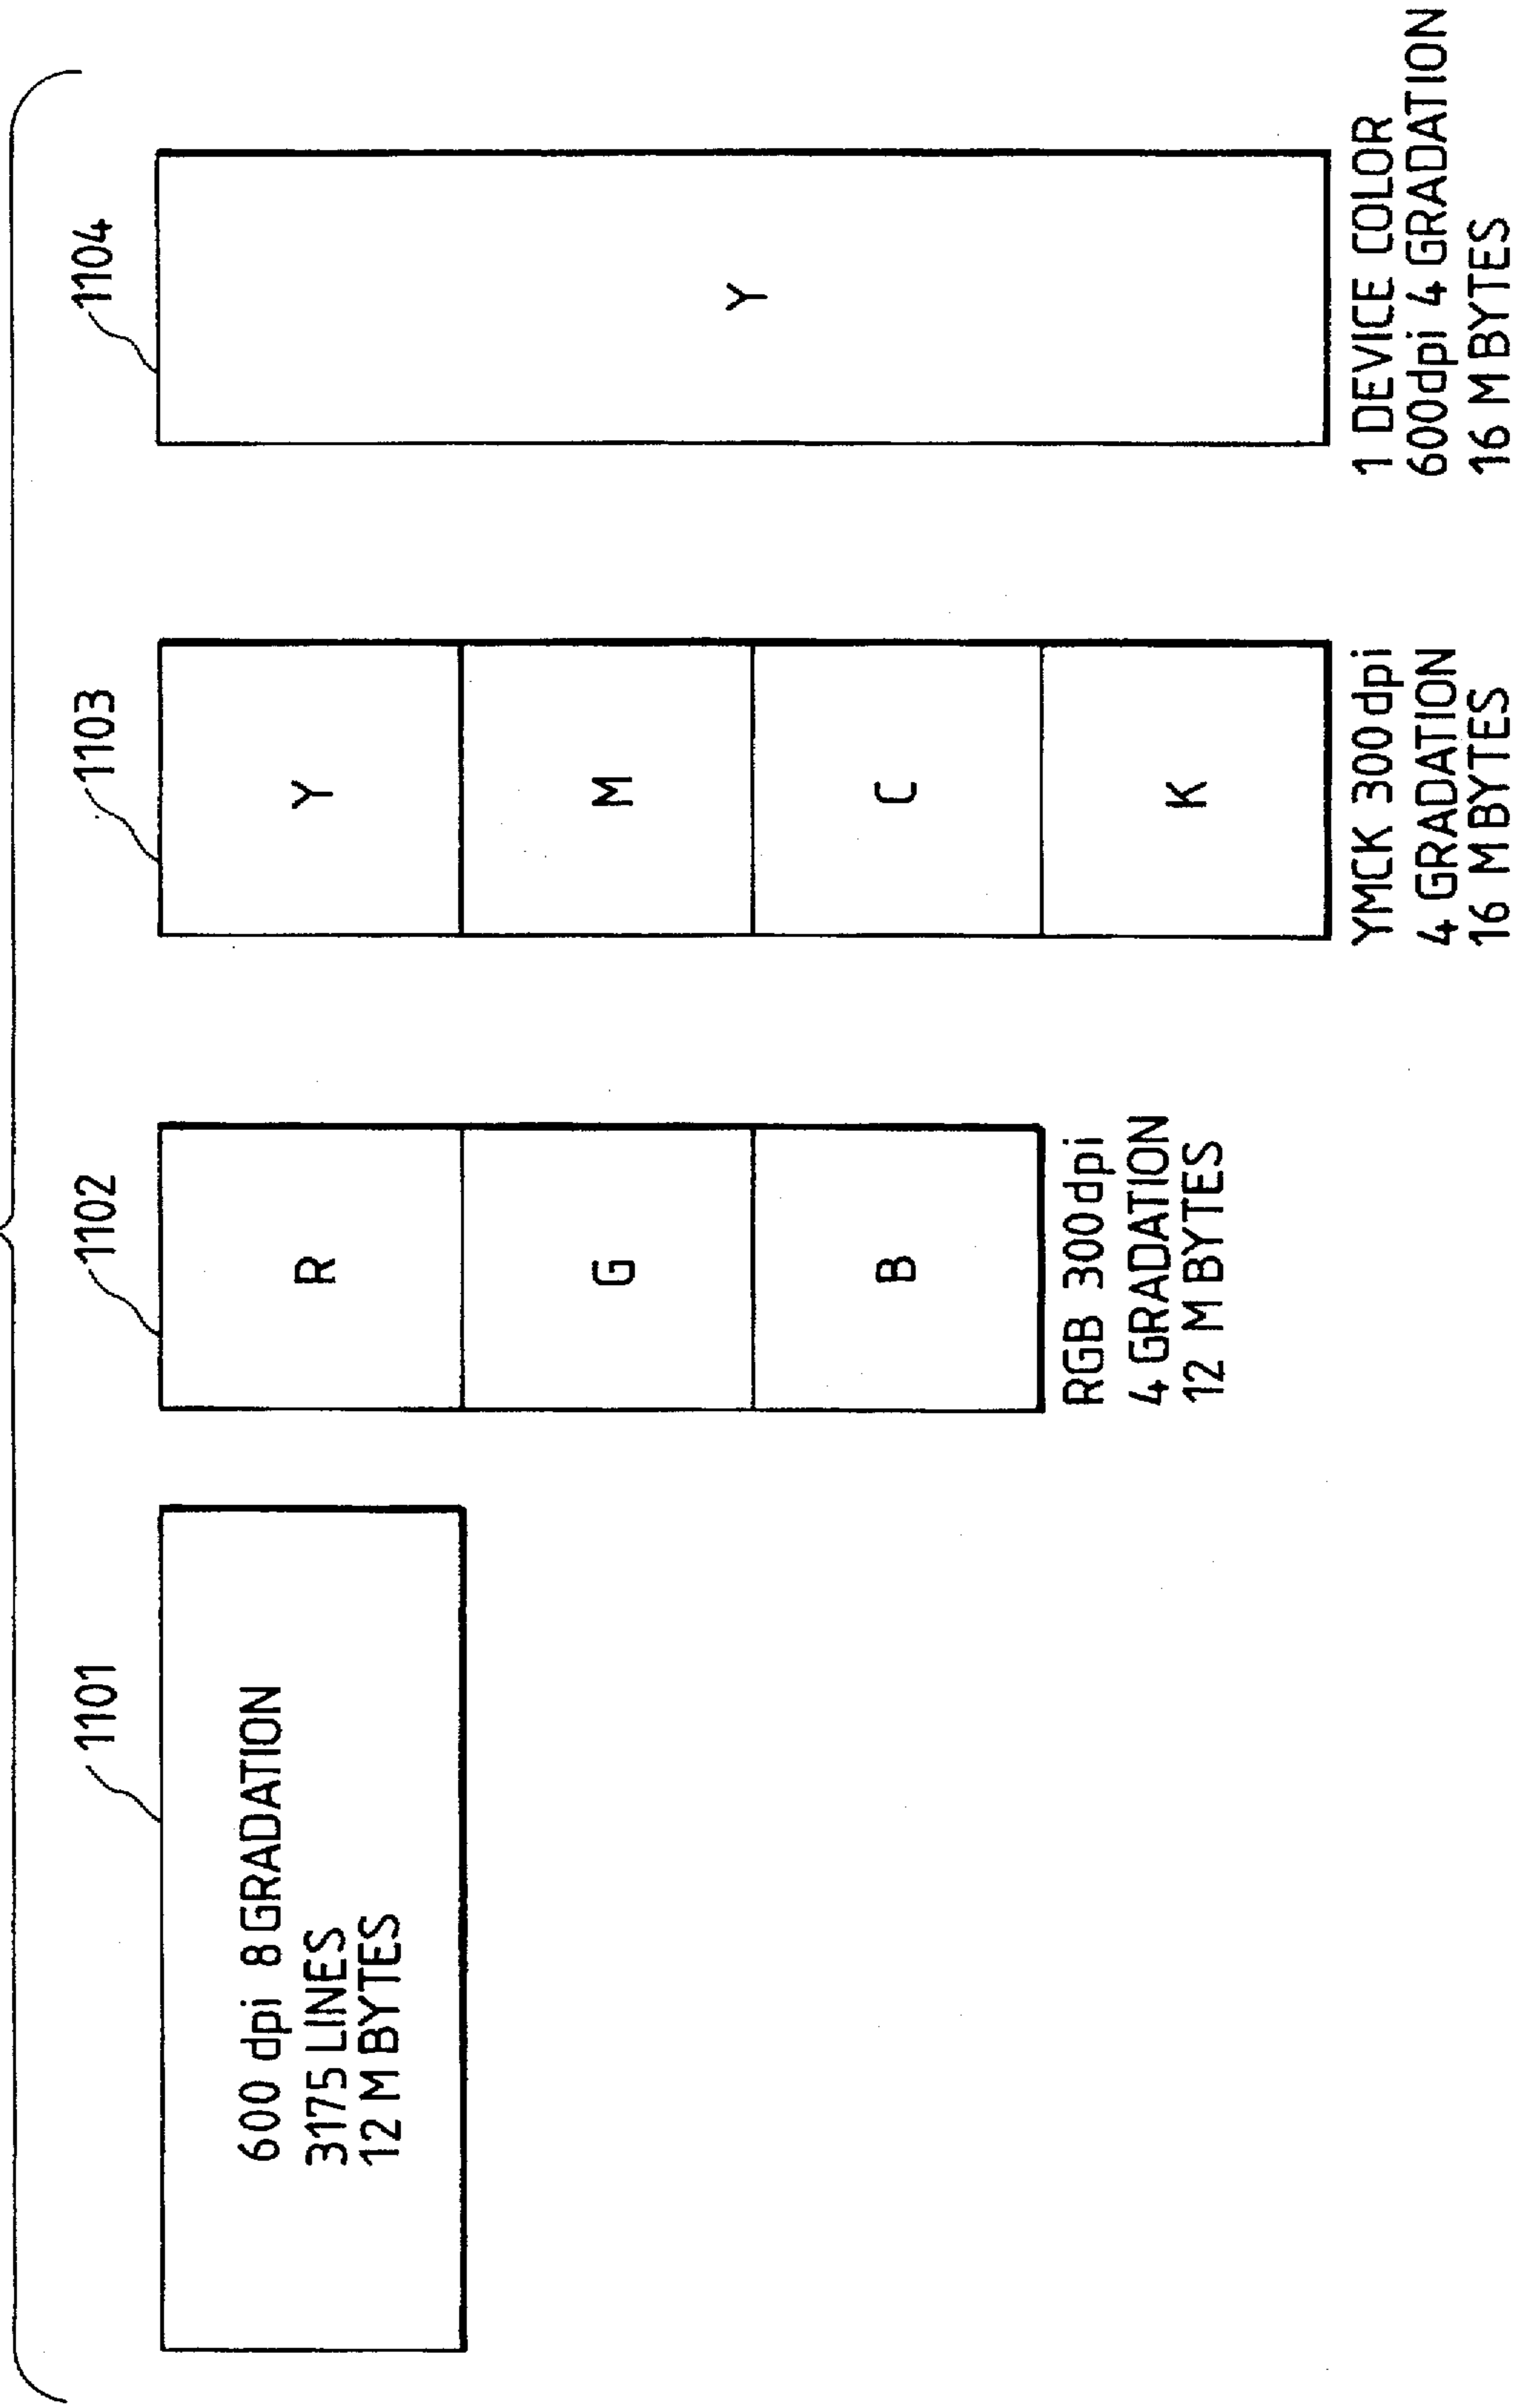 1101
600 dpi 8 GRADATION
3175 LINES
12 M BYTES
1102
R
G
B
RGB 300 dpi
4 GRADATION
12 M BYTES
1103
Y
M
C
K
YMCK 300 dpi
4 GRADATION
16 M BYTES
1104
Y
1 DEVICE COLOR
600dpi 4 GRADATION
16 M BYTES